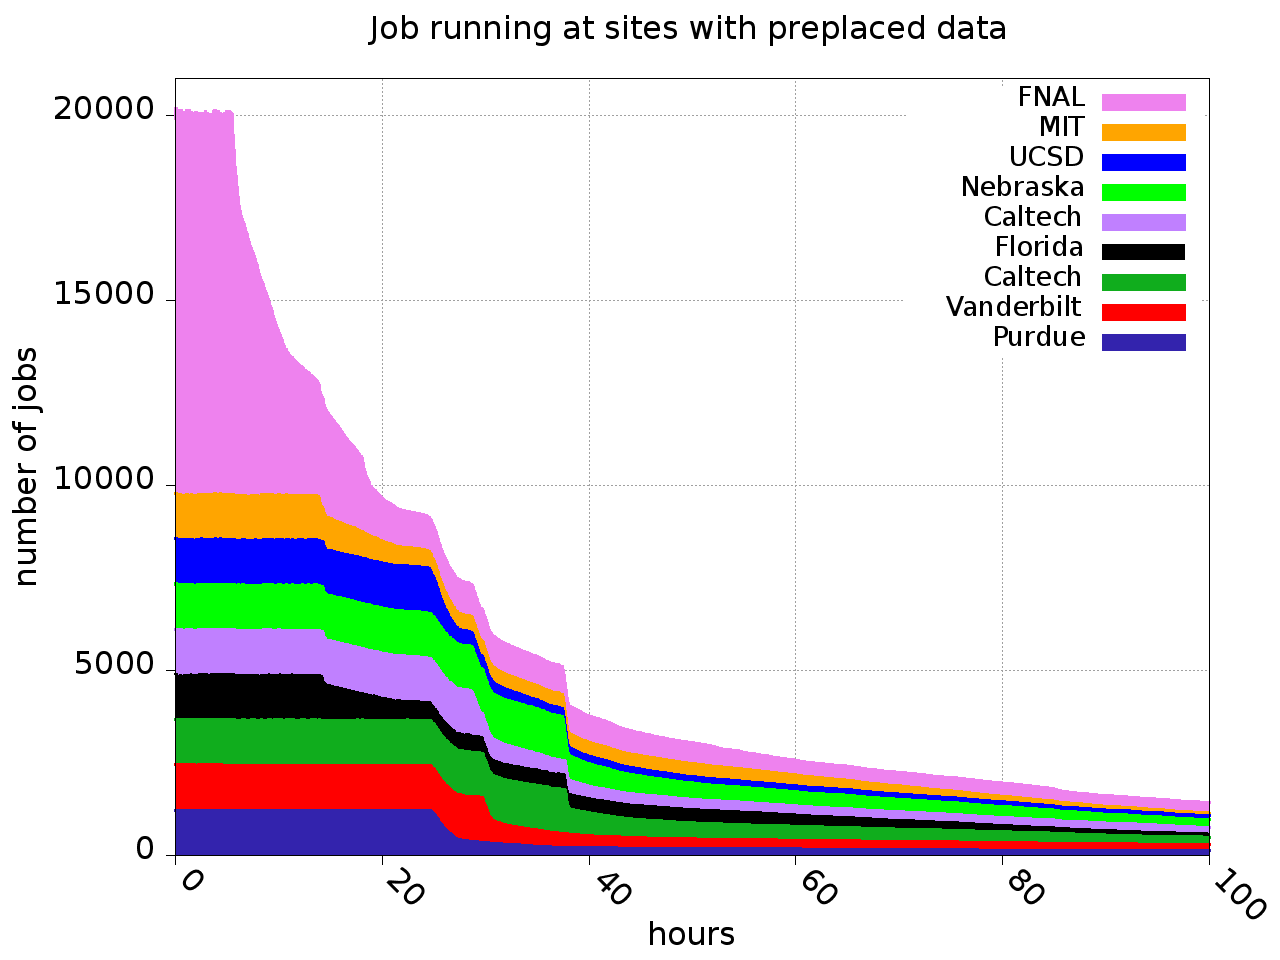 Job running at sites with preplaced data
FNAL
MIT
UCSD
Nebraska
Caltech
Florida
Caltech
Vanderbilt
Purdue
20000
15000
10000
5000
0
number of jobs
0 20 40 60 80 100
hours